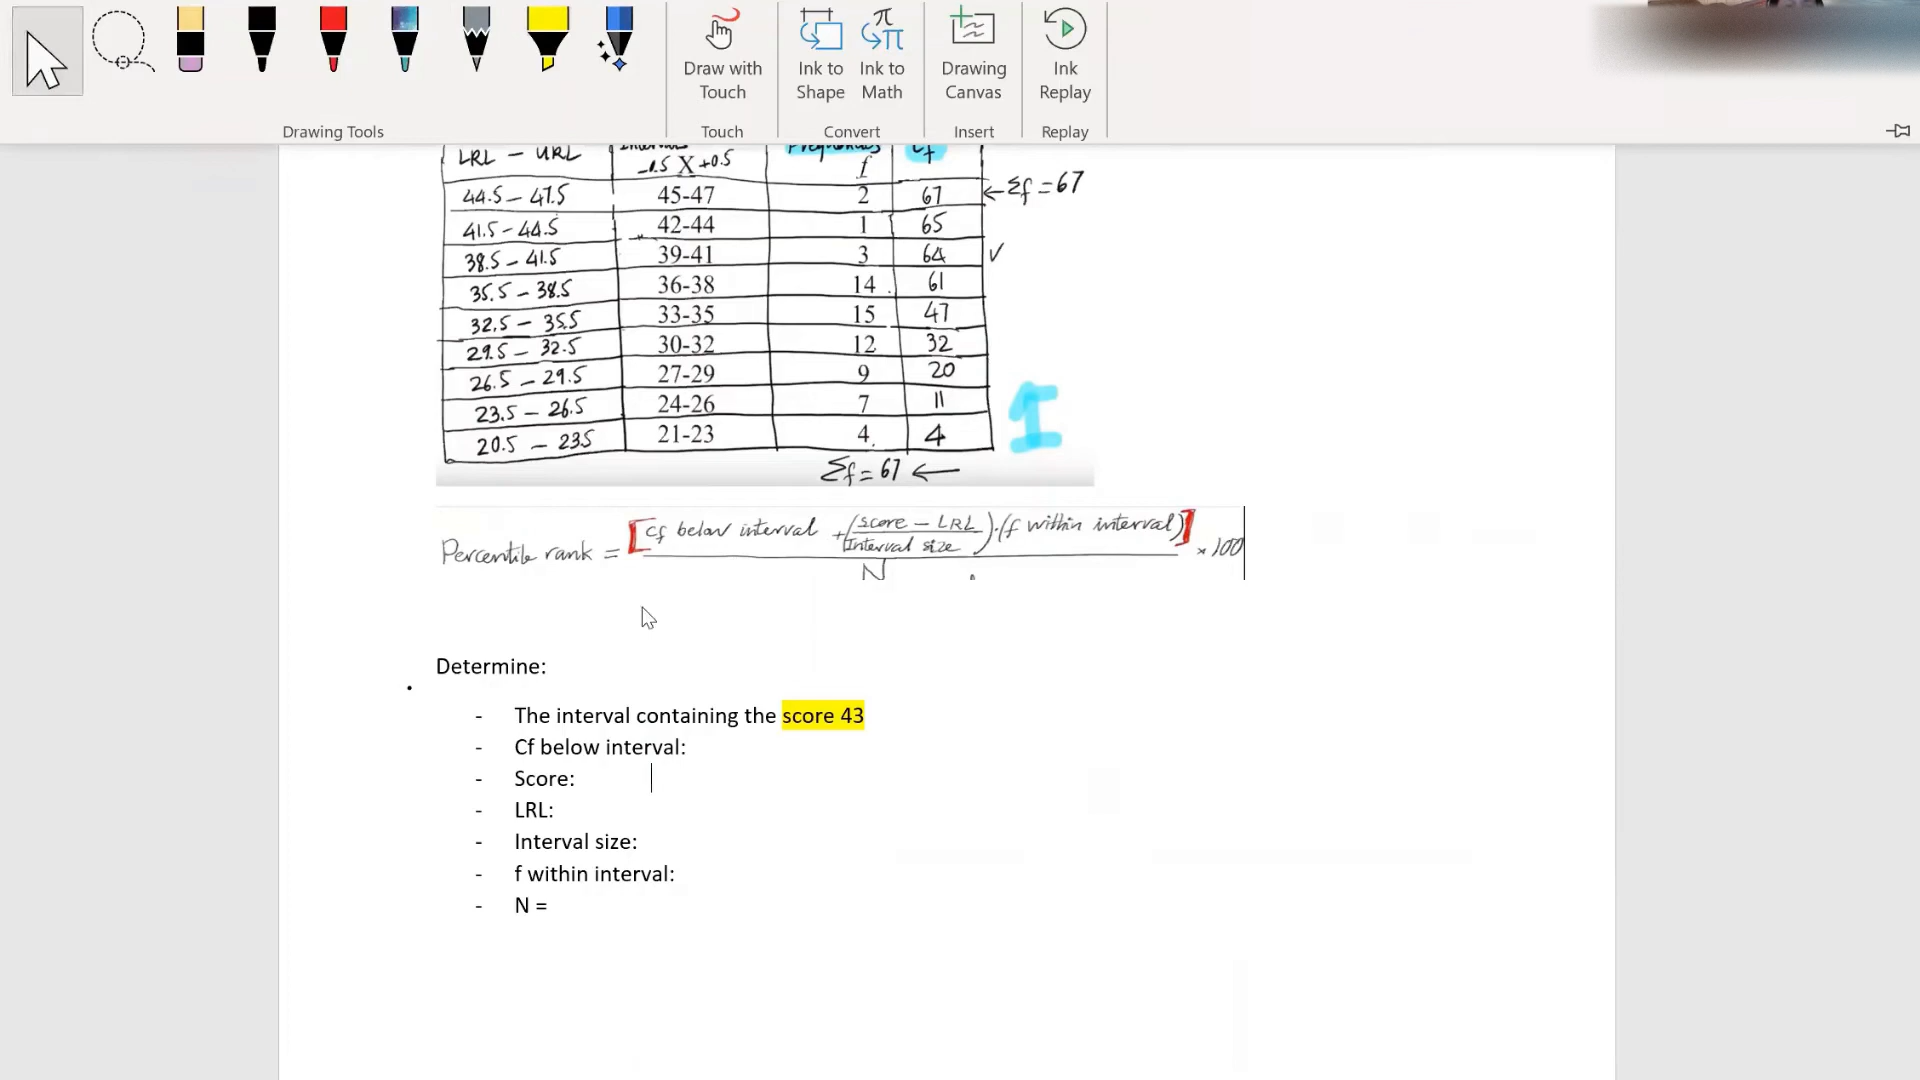 Draw with Touch
Ink to Shape
Ink to Math
Drawing Canvas
Ink Replay
Drawing Tools
Touch
Convert
Insert
Replay
LRL – URL
-0.5 X +0.5
f
44.5 – 47.5 45-47 2 67 ← Σf = 67
41.5 – 44.5 42-44 1 65
38.5 – 41.5 39-41 3 64 ✓
35.5 – 38.5 36-38 14 61
32.5 – 35.5 33-35 15 47
29.5 – 32.5 30-32 12 32
26.5 – 29.5 27-29 9 20
23.5 – 26.5 24-26 7 11
20.5 – 23.5 21-23 4 4
Σf = 67 ←
Percentile rank = [cf below interval + (score – LRL / Interval size) · (f within interval)] / N × 100
Determine:
- The interval containing the score 43
- Cf below interval:
- Score:
- LRL:
- Interval size:
- f within interval:
- N =